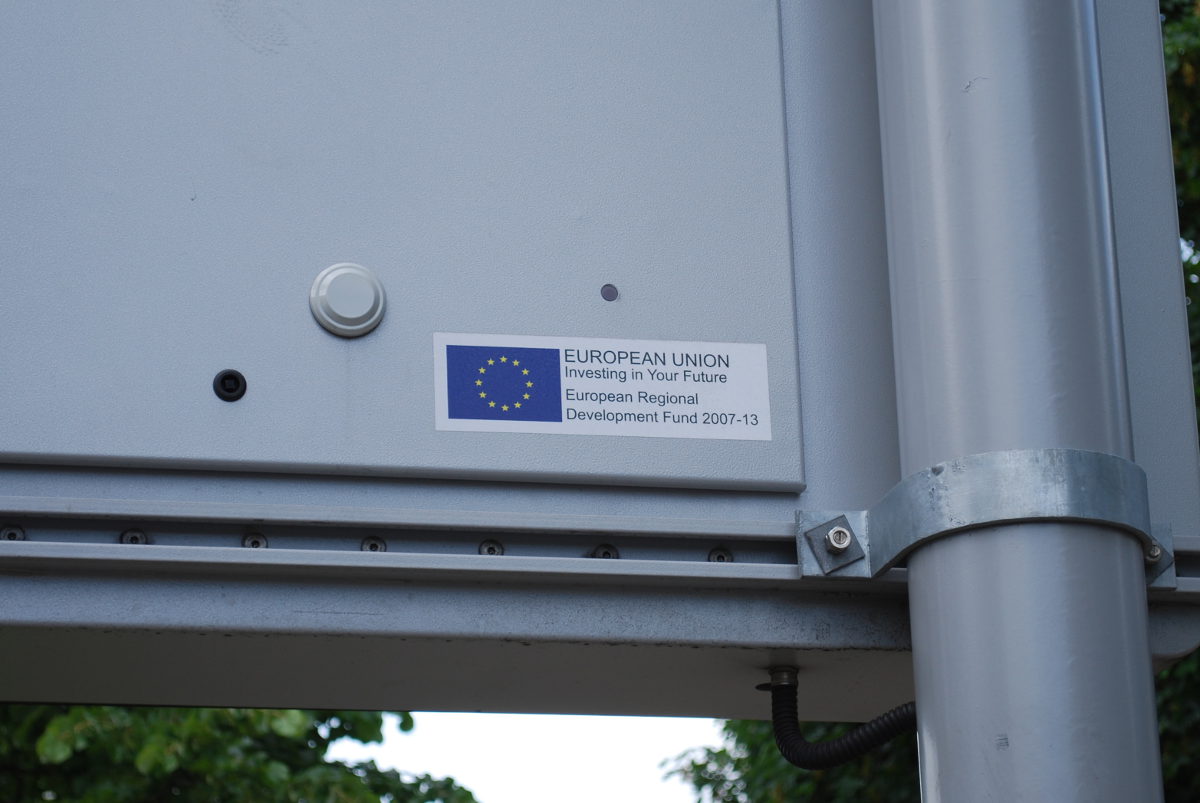 EUROPEAN UNION
Investing in Your Future
European Regional
Development Fund 2007-13